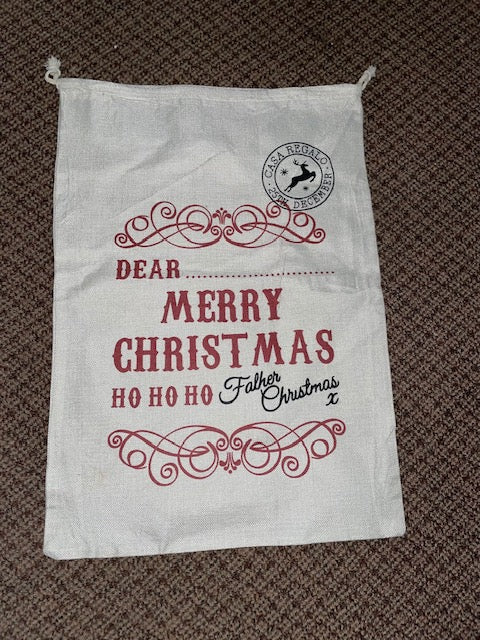 CASA REGALO
25TH DECEMBER
DEAR..............................
MERRY
CHRISTMAS
HO HO HO Father Christmas x